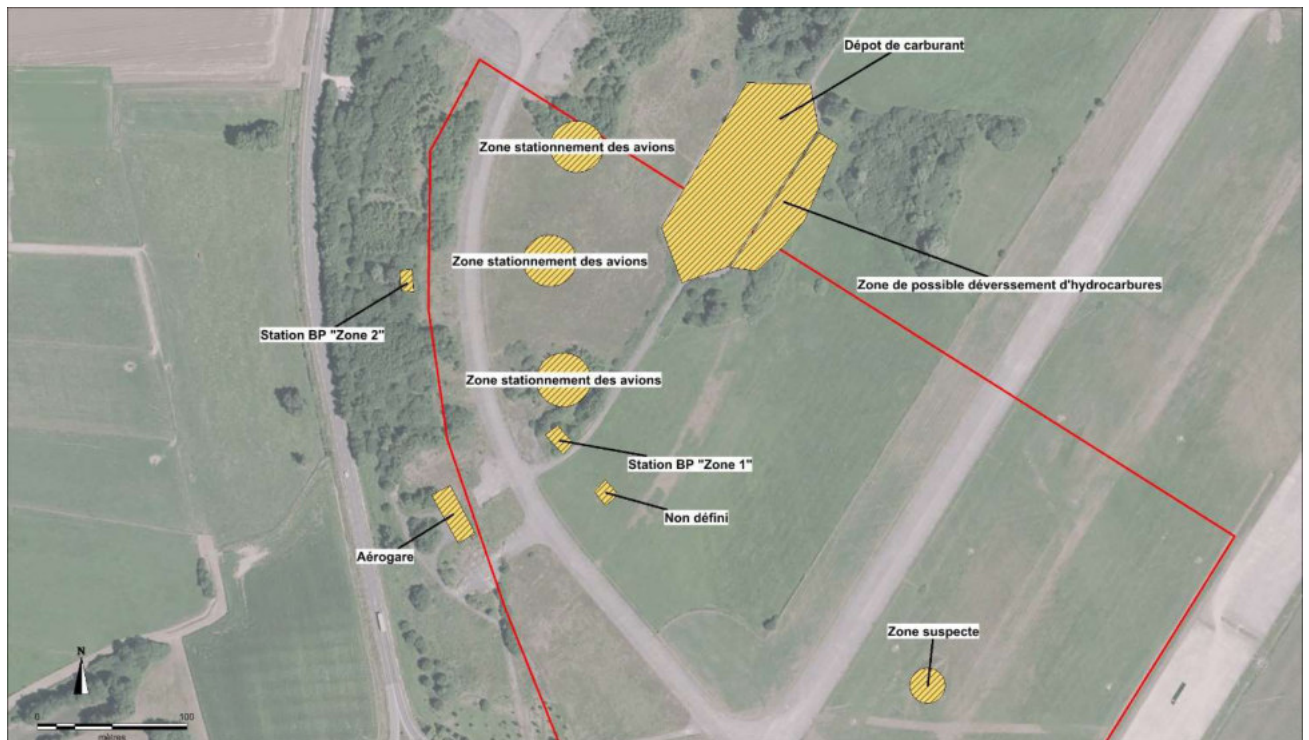 Dépot de carburant
Zone stationnement des avions
Zone stationnement des avions
Zone de possible déverssement d'hydrocarbures
Station BP "Zone 2"
Zone stationnement des avions
Station BP "Zone 1"
Non défini
Aérogare
Zone suspecte
N
0 100
mètres